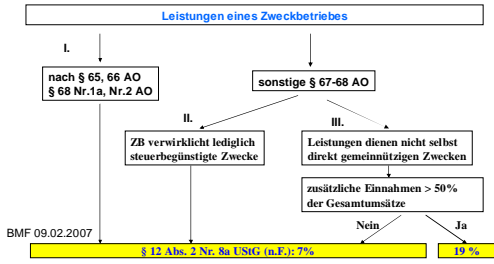 Leistungen eines Zweckbetriebes
I.
nach § 65, 66 AO
§ 68 Nr.1a, Nr.2 AO
sonstige § 67-68 AO
II.
III.
ZB verwirklicht lediglich
steuerbegünstigte Zwecke
Leistungen dienen nicht selbst
direkt gemeinnützigen Zwecken
zusätzliche Einnahmen > 50%
der Gesamtumsätze
Nein
Ja
BMF 09.02.2007
§ 12 Abs. 2 Nr. 8a UStG (n.F.): 7%
19 %